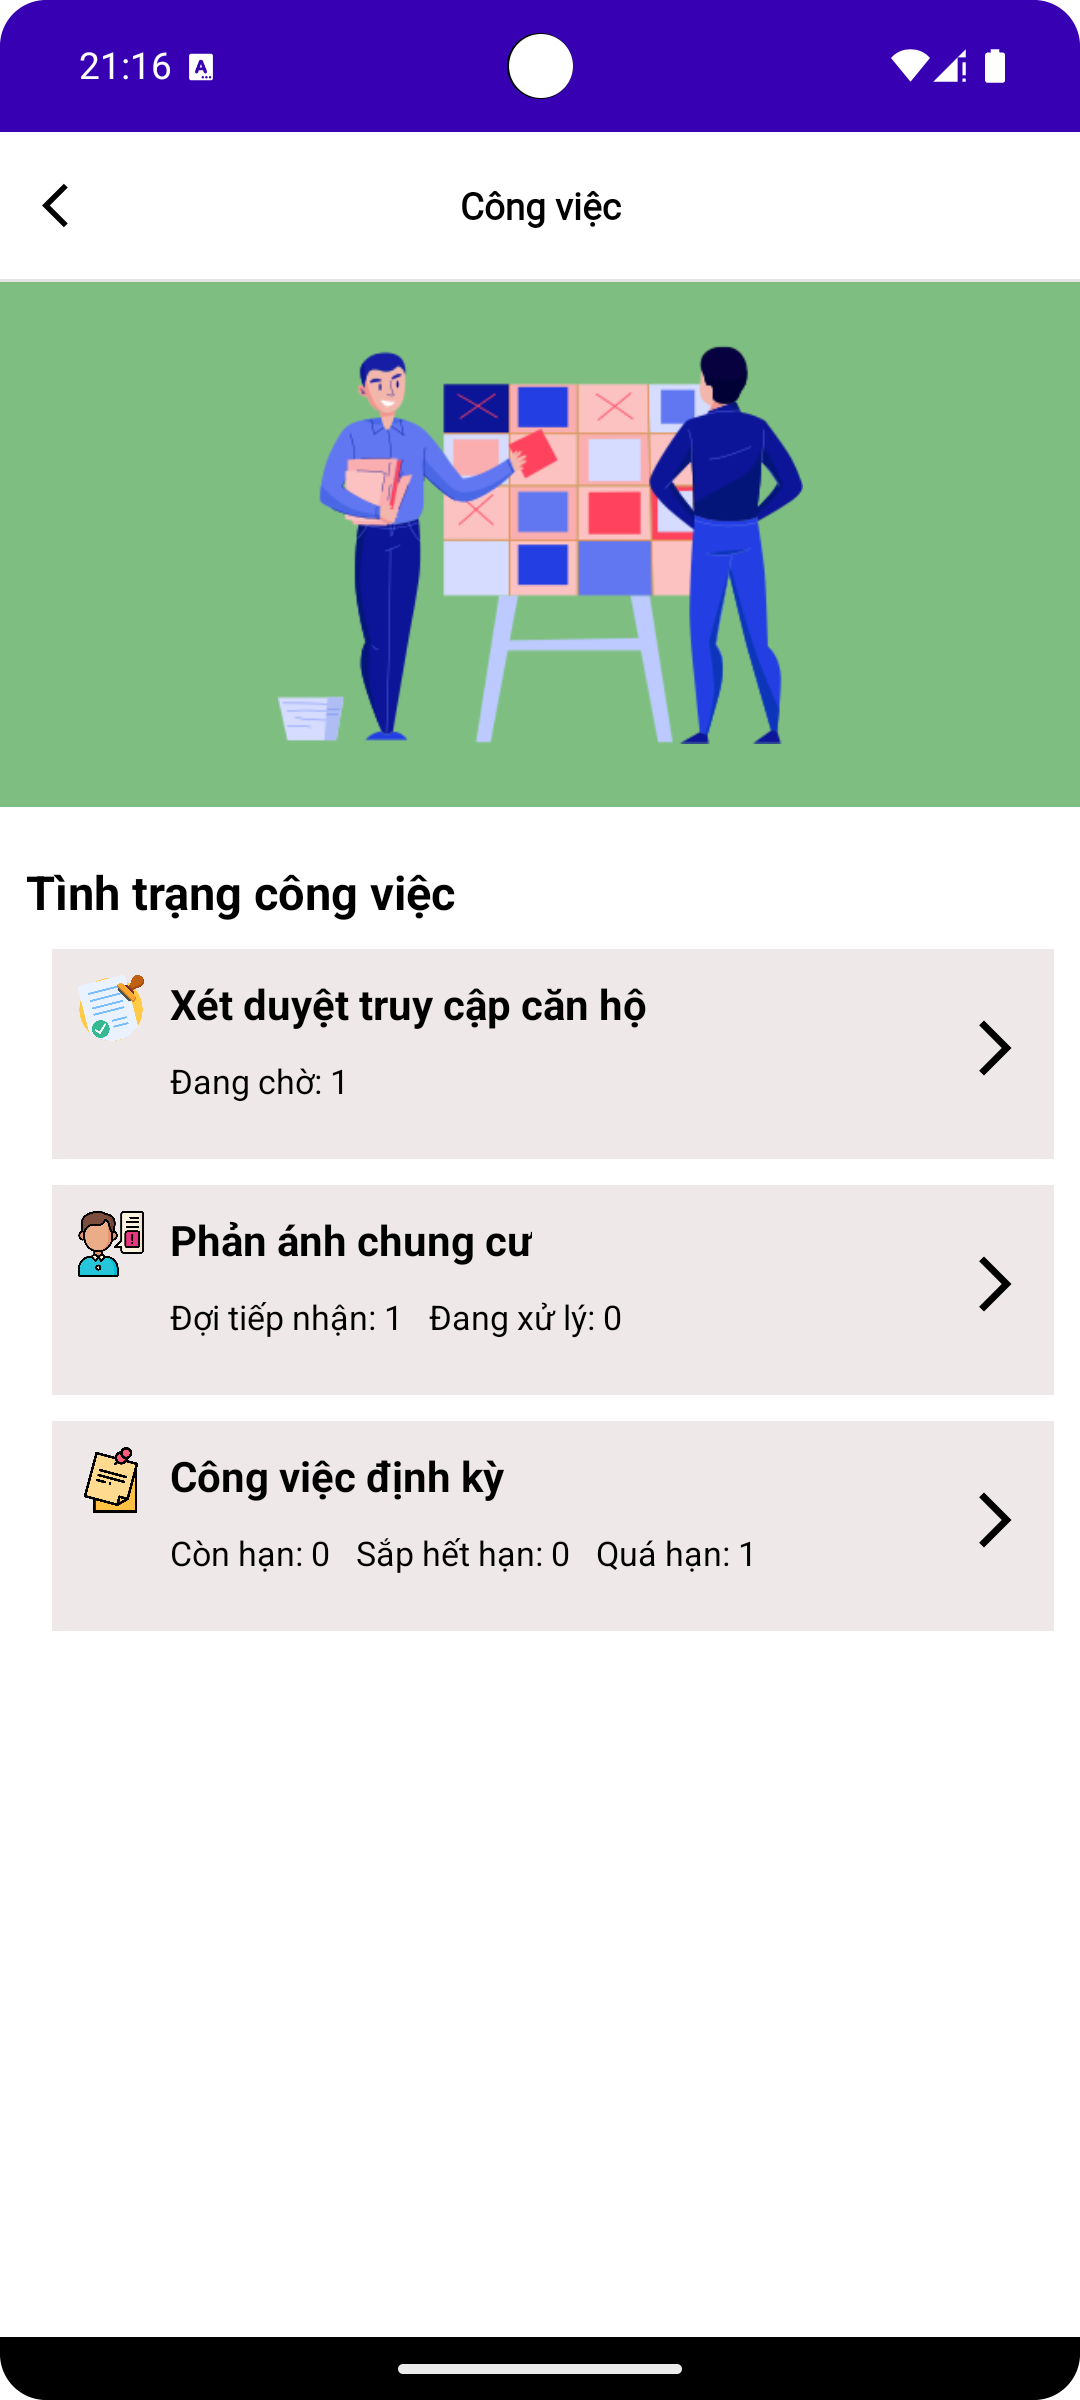 21:16
Công việc
Tình trạng công việc
Xét duyệt truy cập căn hộ
Đang chờ: 1
Phản ánh chung cư
Đợi tiếp nhận: 1 Đang xử lý: 0
Công việc định kỳ
Còn hạn: 0 Sắp hết hạn: 0 Quá hạn: 1